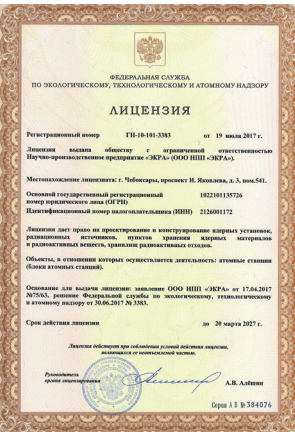 ФЕДЕРАЛЬНАЯ СЛУЖБА
ПО ЭКОЛОГИЧЕСКОМУ, ТЕХНОЛОГИЧЕСКОМУ И АТОМНОМУ НАДЗОРУ
ЛИЦЕНЗИЯ
Регистрационный номер ГН-10-101-3383 от 19 июля 2017 г.
Лицензия выдана обществу с ограниченной ответственностью
Научно-производственное предприятие «ЭКРА» (ООО НПП «ЭКРА»).
Местонахождение лицензиата: г. Чебоксары, проспект И. Яковлева, д. 3, пом.541.
Основной государственный регистрационный 1022101135726
номер юридического лица (ОГРН)
Идентификационный номер налогоплательщика (ИНН) 2126001172
Лицензия дает право на проектирование и конструирование ядерных установок,
радиационных источников, пунктов хранения ядерных материалов
и радиоактивных веществ, хранилищ радиоактивных отходов.
Объекты, в отношении которых осуществляется деятельность: атомные станции
(блоки атомных станций).
Основание для выдачи лицензии: заявление ООО НПП «ЭКРА» от 17.04.2017
№75/63, решение Федеральной службы по экологическому, технологическому
и атомному надзору от 30.06.2017 № 3383.
Срок действия лицензии до 20 марта 2027 г.
Лицензия действует при соблюдении условий действия лицензии,
являющихся ее неотъемлемой частью.
Руководитель
органа лицензирования А.В. Алёшин
Серия А В № 384076